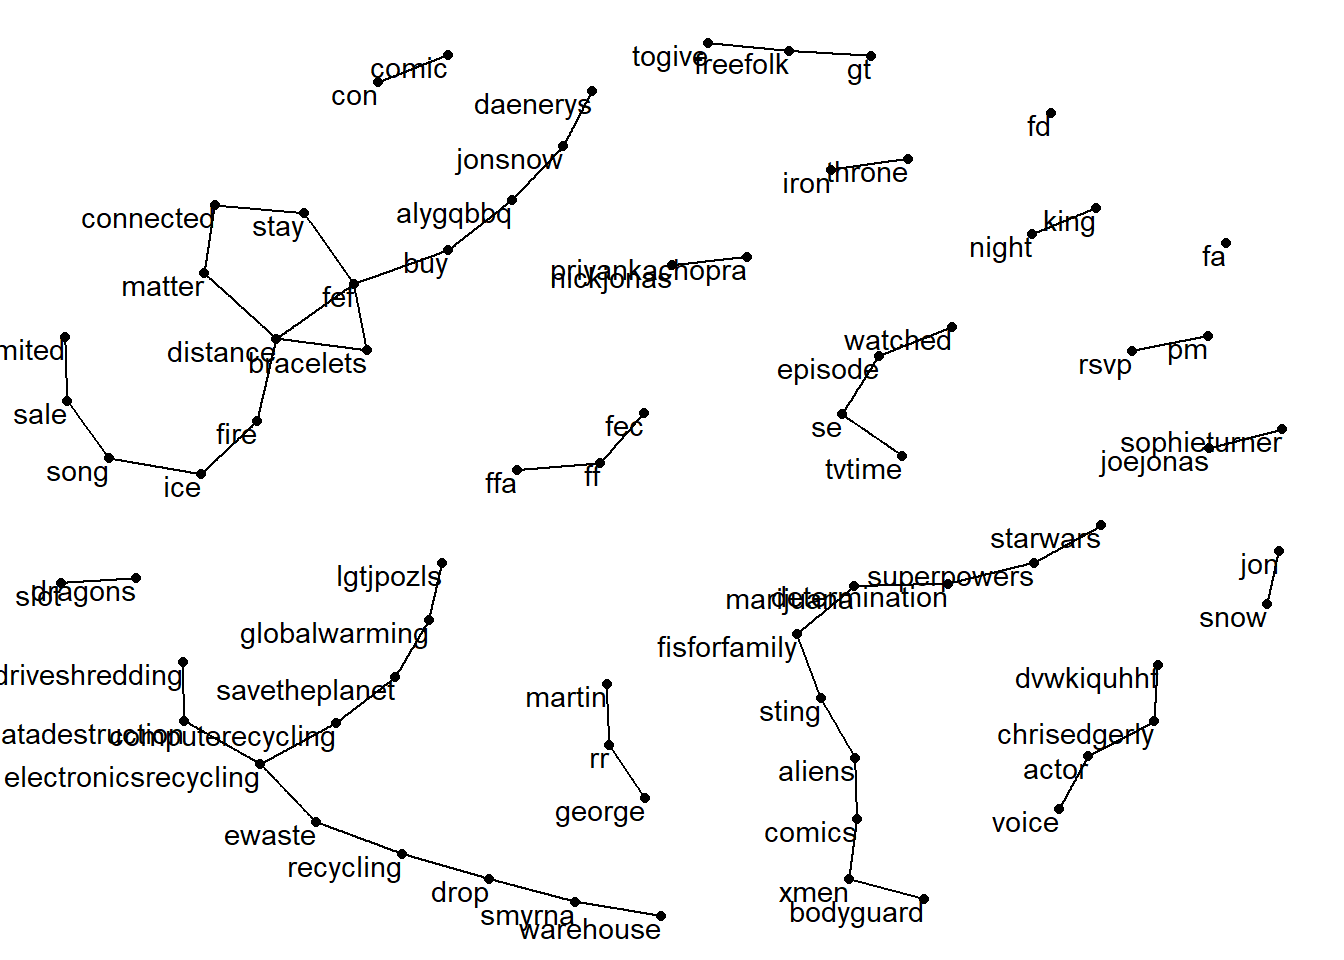 comic
con
togive
freefolk
gt
daenerys
fd
jonsnow
iron
throne
connected
stay
alygqbbq
king
night
buy
fa
priyankachopra
nickjonas
matter
fef
watched
mited
distance
bracelets
episode
rsvp
pm
sale
fire
fec
se
sophieturner
joejonas
song
ice
ffa
ff
tvtime
starwars
lgtjpozls
superpowers
jon
slot
dragons
marijuana
determination
snow
globalwarming
fisforfamily
driveshredding
savetheplanet
martin
dvwkiquhhf
sting
atadestruction
computerecycling
chrisedgerly
electronicsrecycling
rr
aliens
actor
george
voice
ewaste
comics
recycling
drop
xmen
smyrna
bodyguard
warehouse